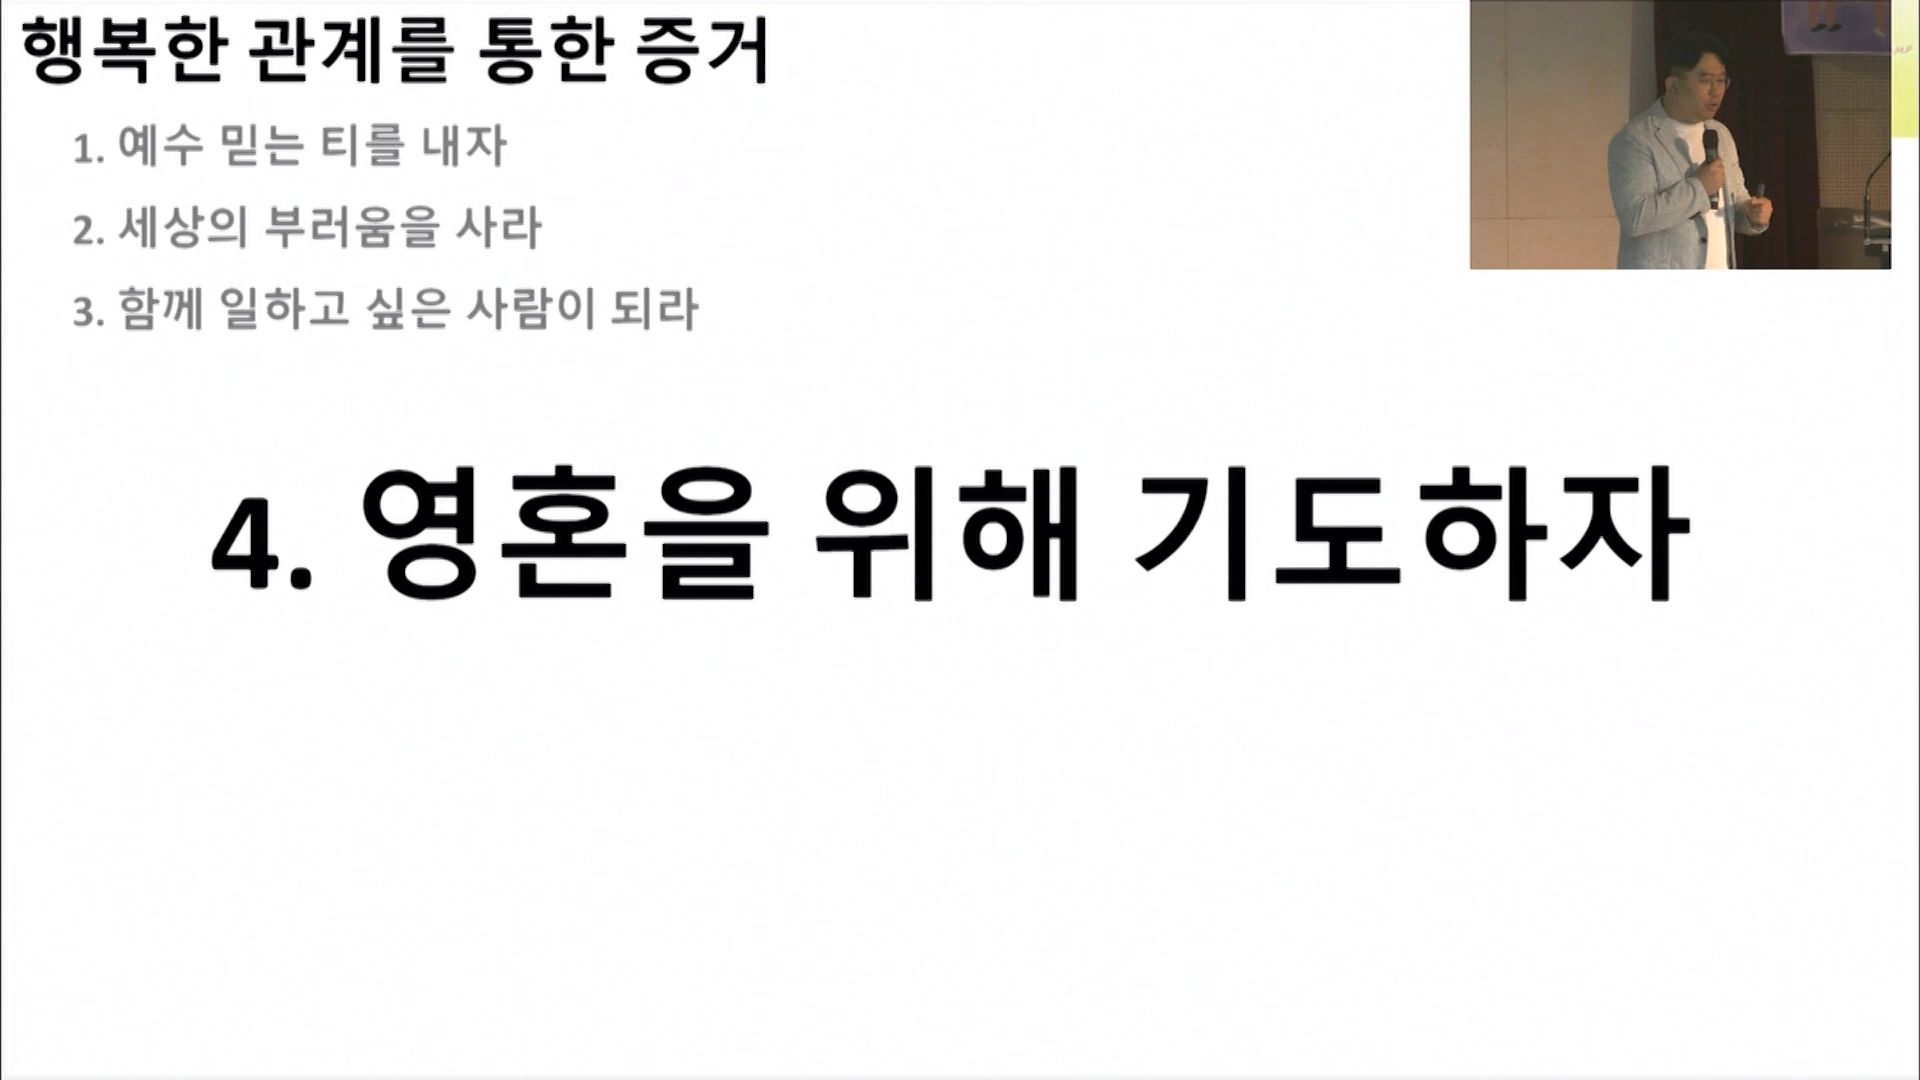 행복한 관계를 통한 증거
1. 예수 믿는 티를 내자
2. 세상의 부러움을 사라
3. 함께 일하고 싶은 사람이 되라
4. 영혼을 위해 기도하자